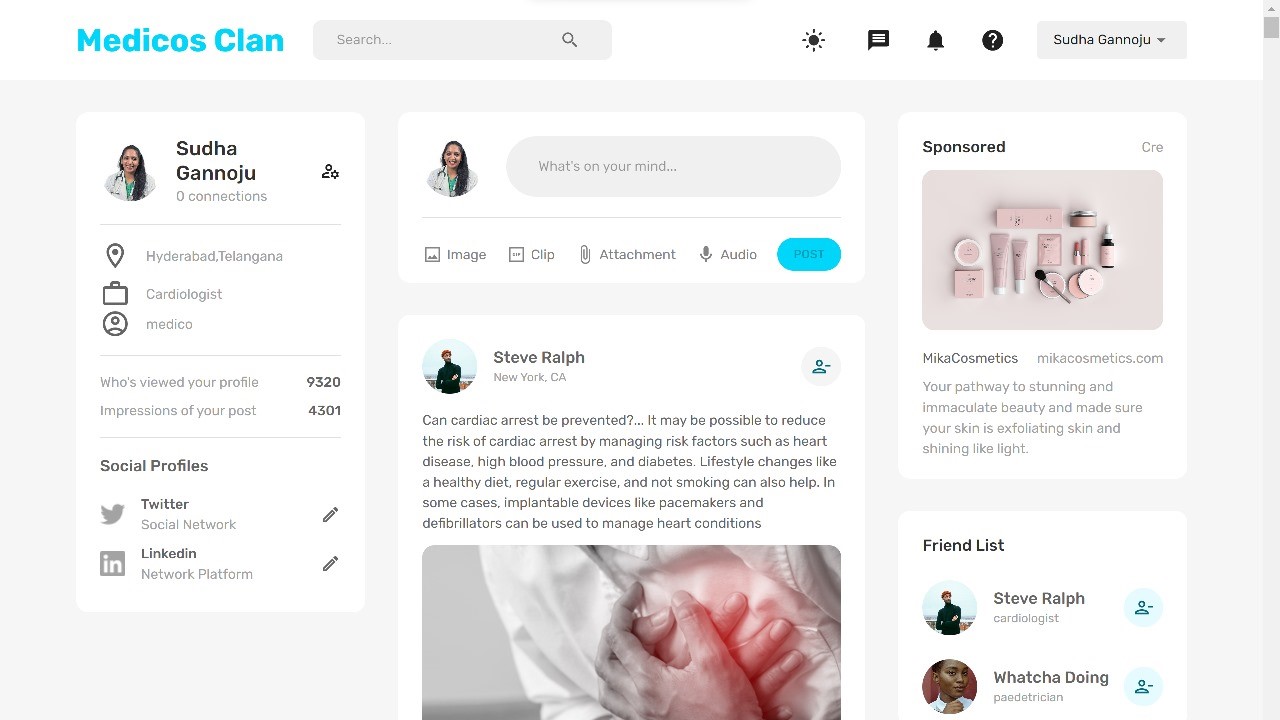 Medicos Clan
Search...
Sudha Gannoju
Sudha
Gannoju
0 connections
Hyderabad,Telangana
Cardiologist
medico
Who's viewed your profile 9320
Impressions of your post 4301
Social Profiles
Twitter
Social Network
Linkedin
Network Platform
What's on your mind...
Image Clip Attachment Audio POST
Steve Ralph
New York, CA
Can cardiac arrest be prevented?... It may be possible to reduce
the risk of cardiac arrest by managing risk factors such as heart
disease, high blood pressure, and diabetes. Lifestyle changes like
a healthy diet, regular exercise, and not smoking can also help. In
some cases, implantable devices like pacemakers and
defibrillators can be used to manage heart conditions
Sponsored Cre
MikaCosmetics mikacosmetics.com
Your pathway to stunning and
immaculate beauty and made sure
your skin is exfoliating skin and
shining like light.
Friend List
Steve Ralph
cardiologist
Whatcha Doing
paedetrician